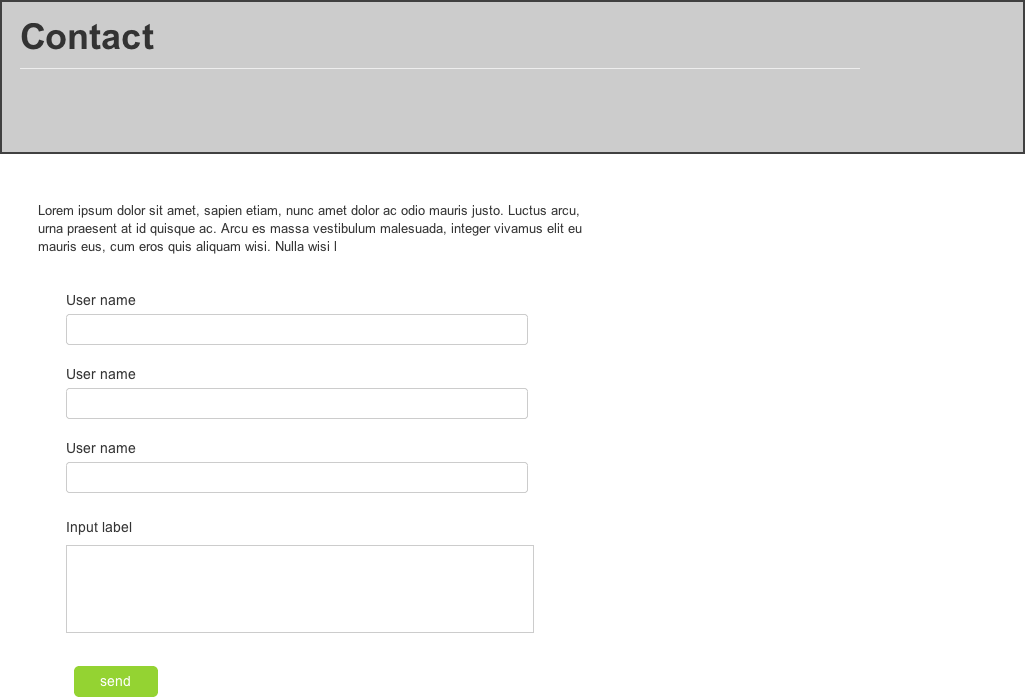 Contact
Lorem ipsum dolor sit amet, sapien etiam, nunc amet dolor ac odio mauris justo. Luctus arcu,
urna praesent at id quisque ac. Arcu es massa vestibulum malesuada, integer vivamus elit eu
mauris eus, cum eros quis aliquam wisi. Nulla wisi l
User name
User name
User name
Input label
send